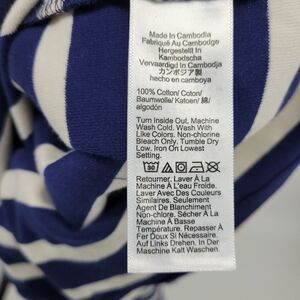 Made In Cambodia
Fabriqué Au Cambodge
Hergestellt In
Kambodscha
Vervaardigd In Cambodja
カンボジア製
hecho en camboya
100% Cotton/ Coton/
Baumwolle/ Katoen/ 綿/
algodón
Turn Inside Out. Machine
Wash Cold. Wash With
Like Colors. Non-chlorine
Bleach Only. Tumble Dry
Low. Iron On Lowest
Setting.
30
Retourner. Laver À La
Machine À L'eau Froide.
Laver Avec Des Couleurs
Similaires. Seulement
Agent De Blanchiment
Non-chlore. Sécher À La
Machine À Basse
Température. Repasser À
Fer Doux Si Nécessaire.
Auf Links Drehen. In Der
Maschine Kalt Waschen.